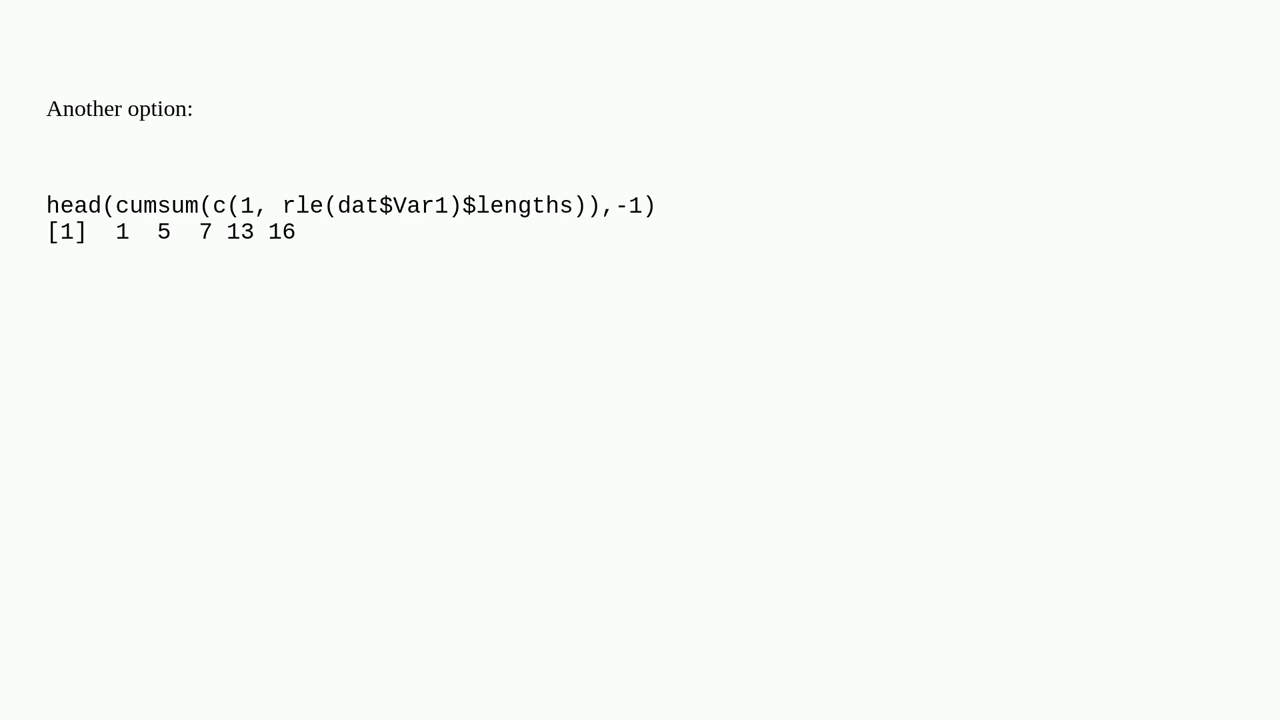 Another option:
head(cumsum(c(1, rle(dat$Var1)$lengths)),-1)
[1]  1  5  7 13 16